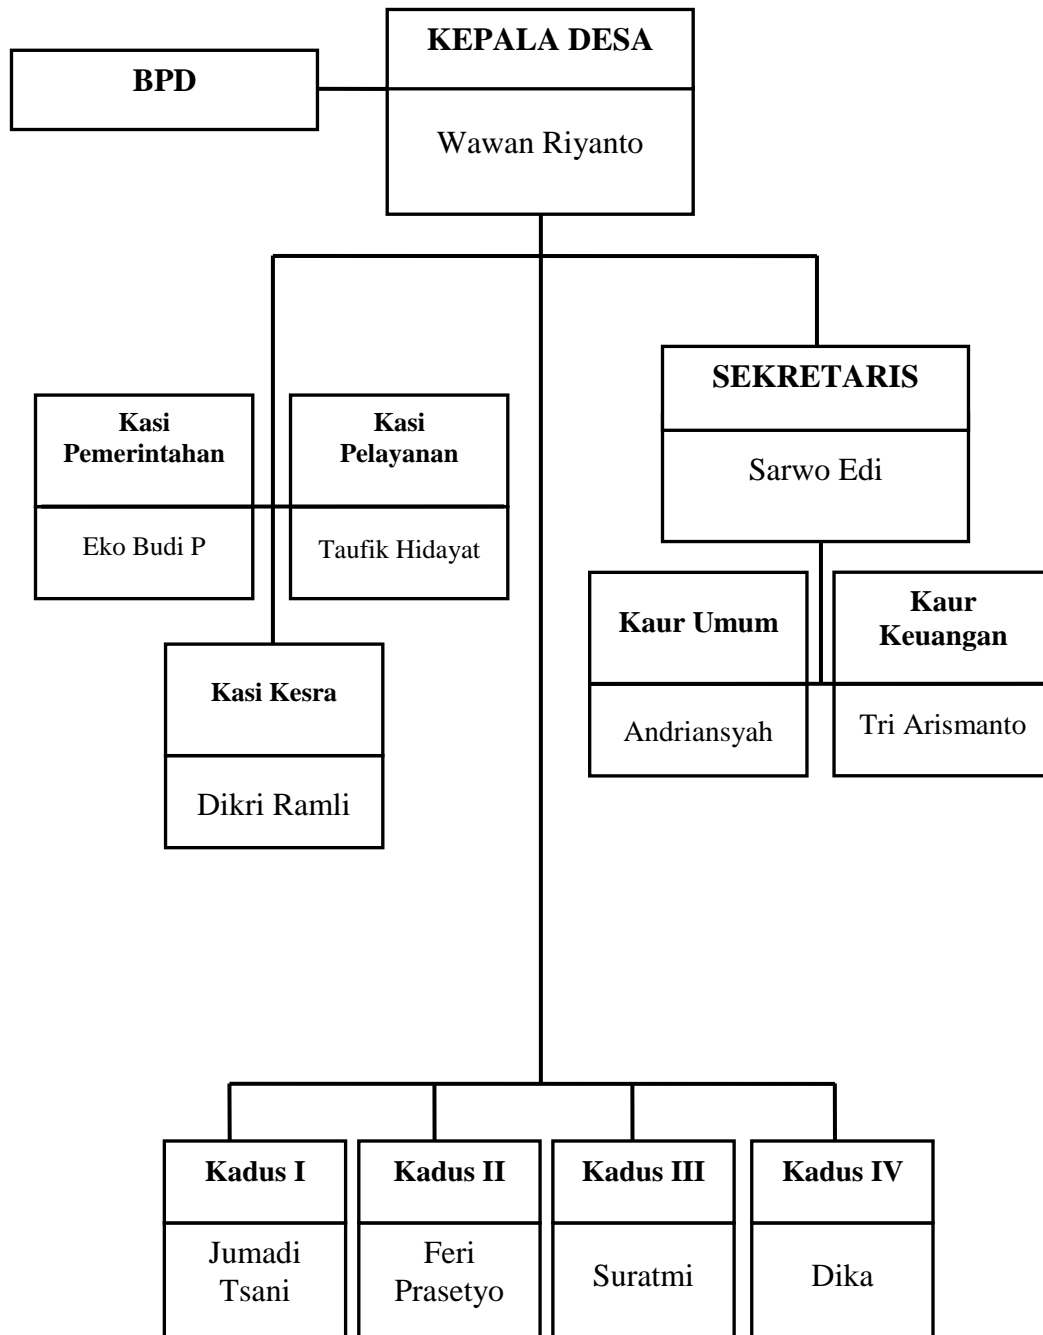 KEPALA DESA
BPD
Wawan Riyanto
SEKRETARIS
Sarwo Edi
Kasi
Pemerintahan
Kasi
Pelayanan
Eko Budi P
Taufik Hidayat
Kaur Umum
Kaur
Keuangan
Andriansyah
Tri Arismanto
Kasi Kesra
Dikri Ramli
Kadus I
Kadus II
Kadus III
Kadus IV
Jumadi
Tsani
Feri
Prasetyo
Suratmi
Dika